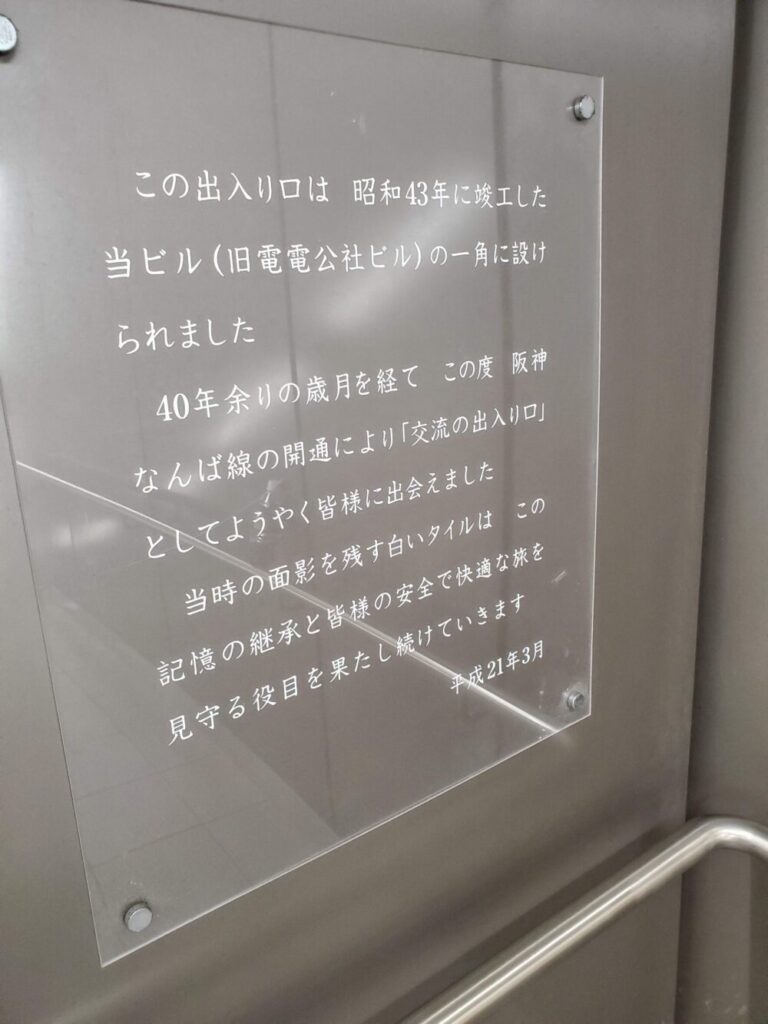 この出入り口は　昭和43年に竣工した
当ビル(旧電電公社ビル)の一角に設け
られました
40年余りの歳月を経て　この度　阪神
なんば線の開通により「交流の出入り口」
としてようやく皆様に出会えました
当時の面影を残す白いタイルは　この
記憶の継承と皆様の安全で快適な旅を
見守る役目を果たし続けていきます
平成21年3月